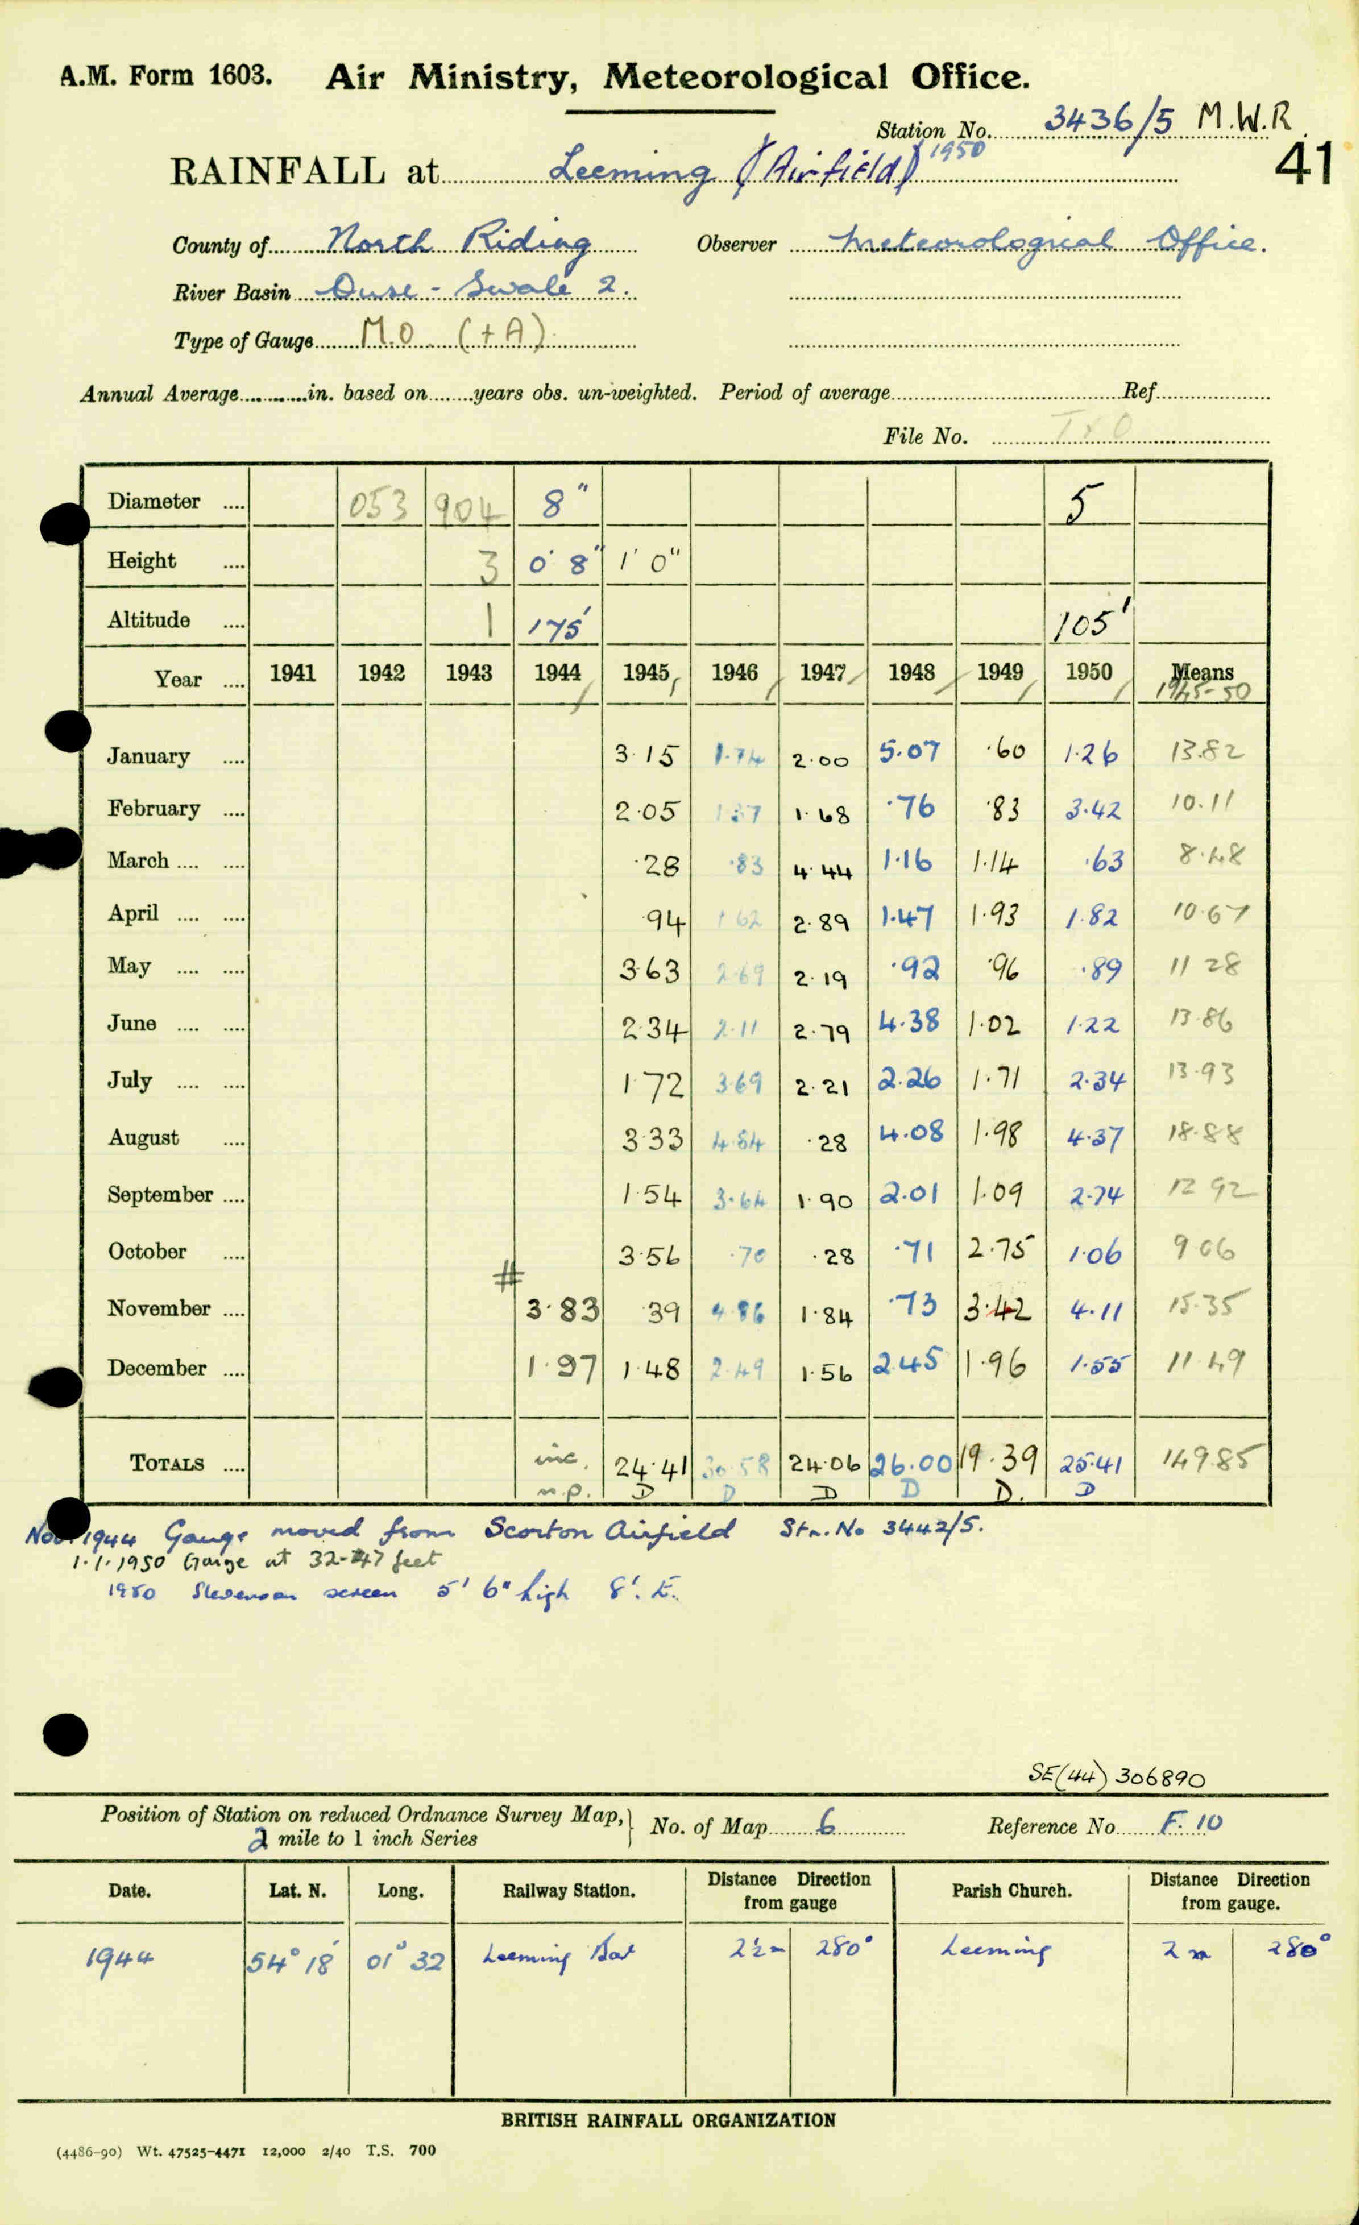 A.M. Form 1603. Air Ministry, Meteorological Office.
Station No. 3436/5 M.W.R.
41
RAINFALL at Leeming (Airfield) 1950
County of North Riding Observer Meteorological Office.
River Basin Ouse - Swale 2.
Type of Gauge M.O (+A)
Annual Average in. based on years obs. un-weighted. Period of average Ref
File No. TxO
Diameter 053 904 8" 5
Height 3 0' 8" 1' 0"
Altitude 1 175' 105'
Year 1941 1942 1943 1944 1945 1946 1947 1948 1949 1950 Means
1945-50
January 3.15 1.74 2.00 5.07 .60 1.26 13.82
February 2.05 1.37 1.68 .76 .83 3.42 10.11
March .28 .83 4.44 1.16 1.14 .63 8.48
April .94 1.62 2.89 1.47 1.93 1.82 10.67
May 3.63 2.69 2.19 .92 .96 .89 11.28
June 2.34 2.11 2.79 4.38 1.02 1.22 13.86
July 1.72 3.69 2.21 2.26 1.71 2.34 13.93
August 3.33 4.84 .28 4.08 1.98 4.37 18.88
September 1.54 3.64 1.90 2.01 1.09 2.74 12.92
October 3.56 .70 .28 .71 2.75 1.06 9.06
#
November 3.83 .39 4.86 1.84 .73 3.42 4.11 15.35
December 1.97 1.48 2.49 1.56 2.45 1.96 1.55 11.49
TOTALS inc. 24.41 30.58 24.06 26.00 19.39 25.41 149.85
n.p. D D D D D. D
Nov. 1944 Gauge moved from Scorton Airfield Stn. No 3442/5.
1.1.1950 Gauge at 32-47 feet
1950 Stevenson screen 5' 6" high 8'. E.
SE(44) 306890
Position of Station on reduced Ordnance Survey Map, No. of Map 6 Reference No. F. 10
2 mile to 1 inch Series
Date. Lat. N. Long. Railway Station. Distance Direction from gauge Parish Church. Distance Direction from gauge.
1944 54° 18' 01° 32 Leeming Bar 2½m 280° Leeming 2m 280°
BRITISH RAINFALL ORGANIZATION
(4486-90) Wt. 47525-4471 12,000 2/40 T.S. 700